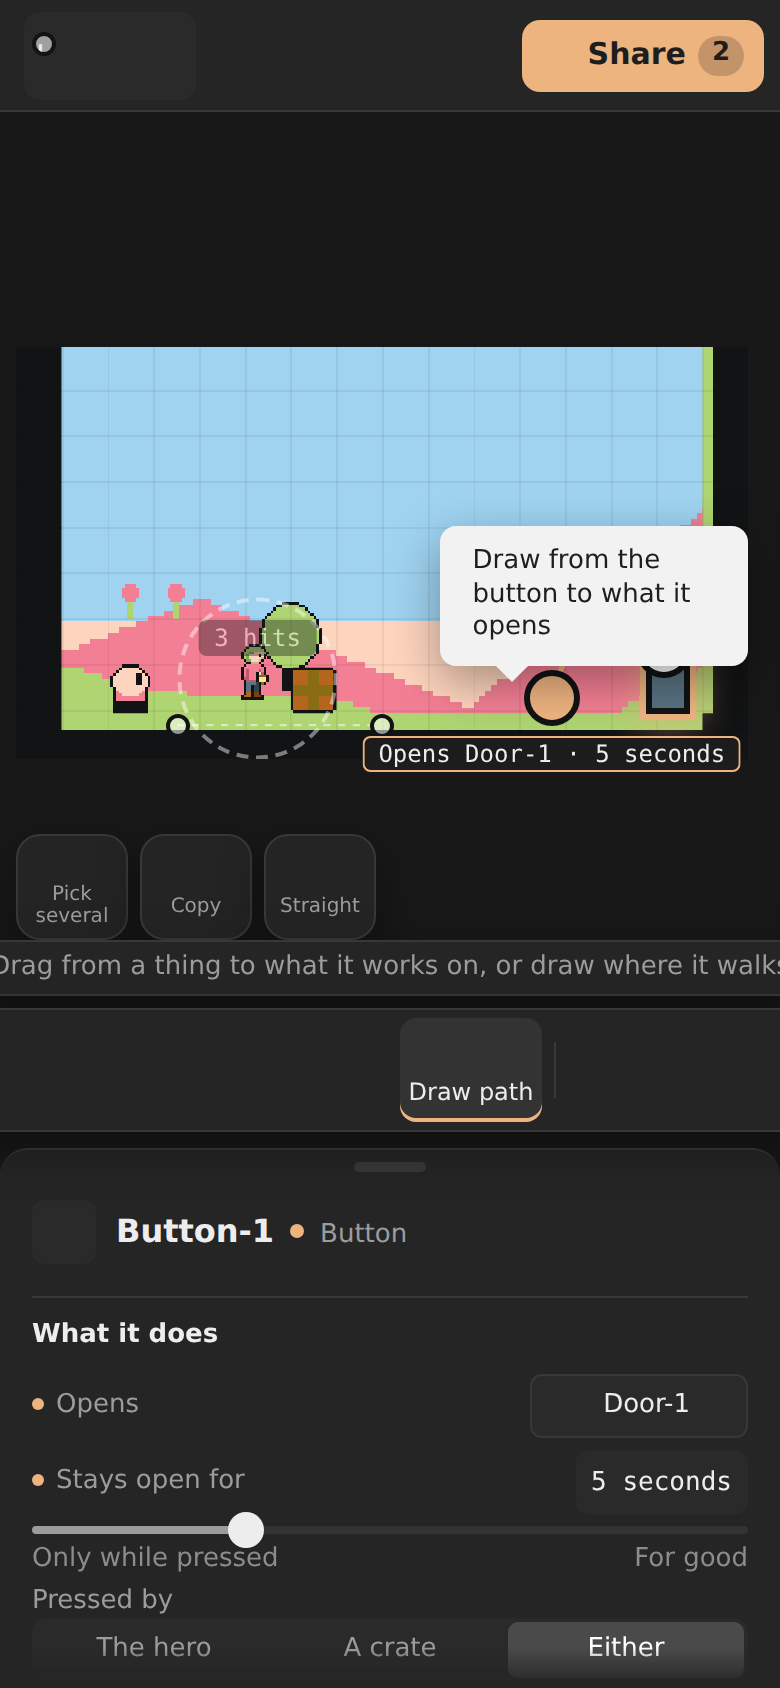 Share 2
Draw from the
button to what it
opens
3 hits
Opens Door-1 · 5 seconds
Pick
several
Copy
Straight
Drag from a thing to what it works on, or draw where it walks
Draw path
Button-1 • Button
What it does
Opens
Door-1
Stays open for
5 seconds
Only while pressed
For good
Pressed by
The hero
A crate
Either